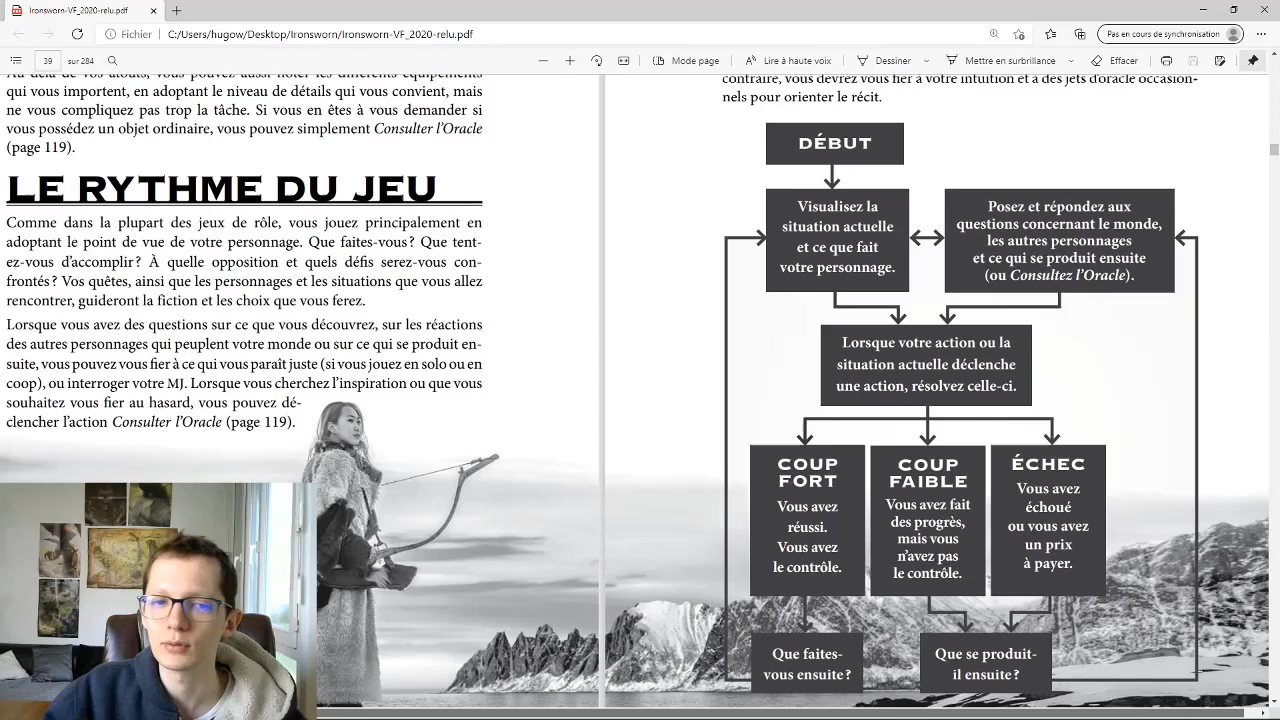 Ironsworn-VF_2020-relu.pdf
Fichier
C:/Users/hugow/Desktop/Ironsworn/Ironsworn-VF_2020-relu.pdf
Pas en cours de synchronisation
39 sur 284
Mode page
Lire à haute voix
Dessiner
Mettre en surbrillance
Effacer
Au delà de vos atouts, vous pouvez aussi noter les différents équipements
qui vous importent, en adoptant le niveau de détails qui vous convient, mais
ne vous compliquez pas trop la tâche. Si vous en êtes à vous demander si
vous possédez un objet ordinaire, vous pouvez simplement Consulter l'Oracle
(page 119).
LE RYTHME DU JEU
Comme dans la plupart des jeux de rôle, vous jouez principalement en
adoptant le point de vue de votre personnage. Que faites-vous ? Que tent-
ez-vous d'accomplir ? À quelle opposition et quels défis serez-vous con-
frontés ? Vos quêtes, ainsi que les personnages et les situations que vous allez
rencontrer, guideront la fiction et les choix que vous ferez.
Lorsque vous avez des questions sur ce que vous découvrez, sur les réactions
des autres personnages qui peuplent votre monde ou sur ce qui se produit en-
suite, vous pouvez vous fier à ce qui vous paraît juste (si vous jouez en solo ou en
coop), ou interroger votre MJ. Lorsque vous cherchez l'inspiration ou que vous
souhaitez vous fier au hasard, vous pouvez dé-
clencher l'action Consulter l'Oracle (page 119).
contraire, vous devrez vous fier à votre intuition et à des jets d'oracle occasion-
nels pour orienter le récit.
DÉBUT
Visualisez la
situation actuelle
et ce que fait
votre personnage.
Posez et répondez aux
questions concernant le monde,
les autres personnages
et ce qui se produit ensuite
(ou Consultez l'Oracle).
Lorsque votre action ou la
situation actuelle déclenche
une action, résolvez celle-ci.
COUP
FORT
Vous avez
réussi.
Vous avez
le contrôle.
COUP
FAIBLE
Vous avez fait
des progrès,
mais vous
n'avez pas
le contrôle.
ÉCHEC
Vous avez
échoué
ou vous avez
un prix
à payer.
Que faites-
vous ensuite ?
Que se produit-
il ensuite ?